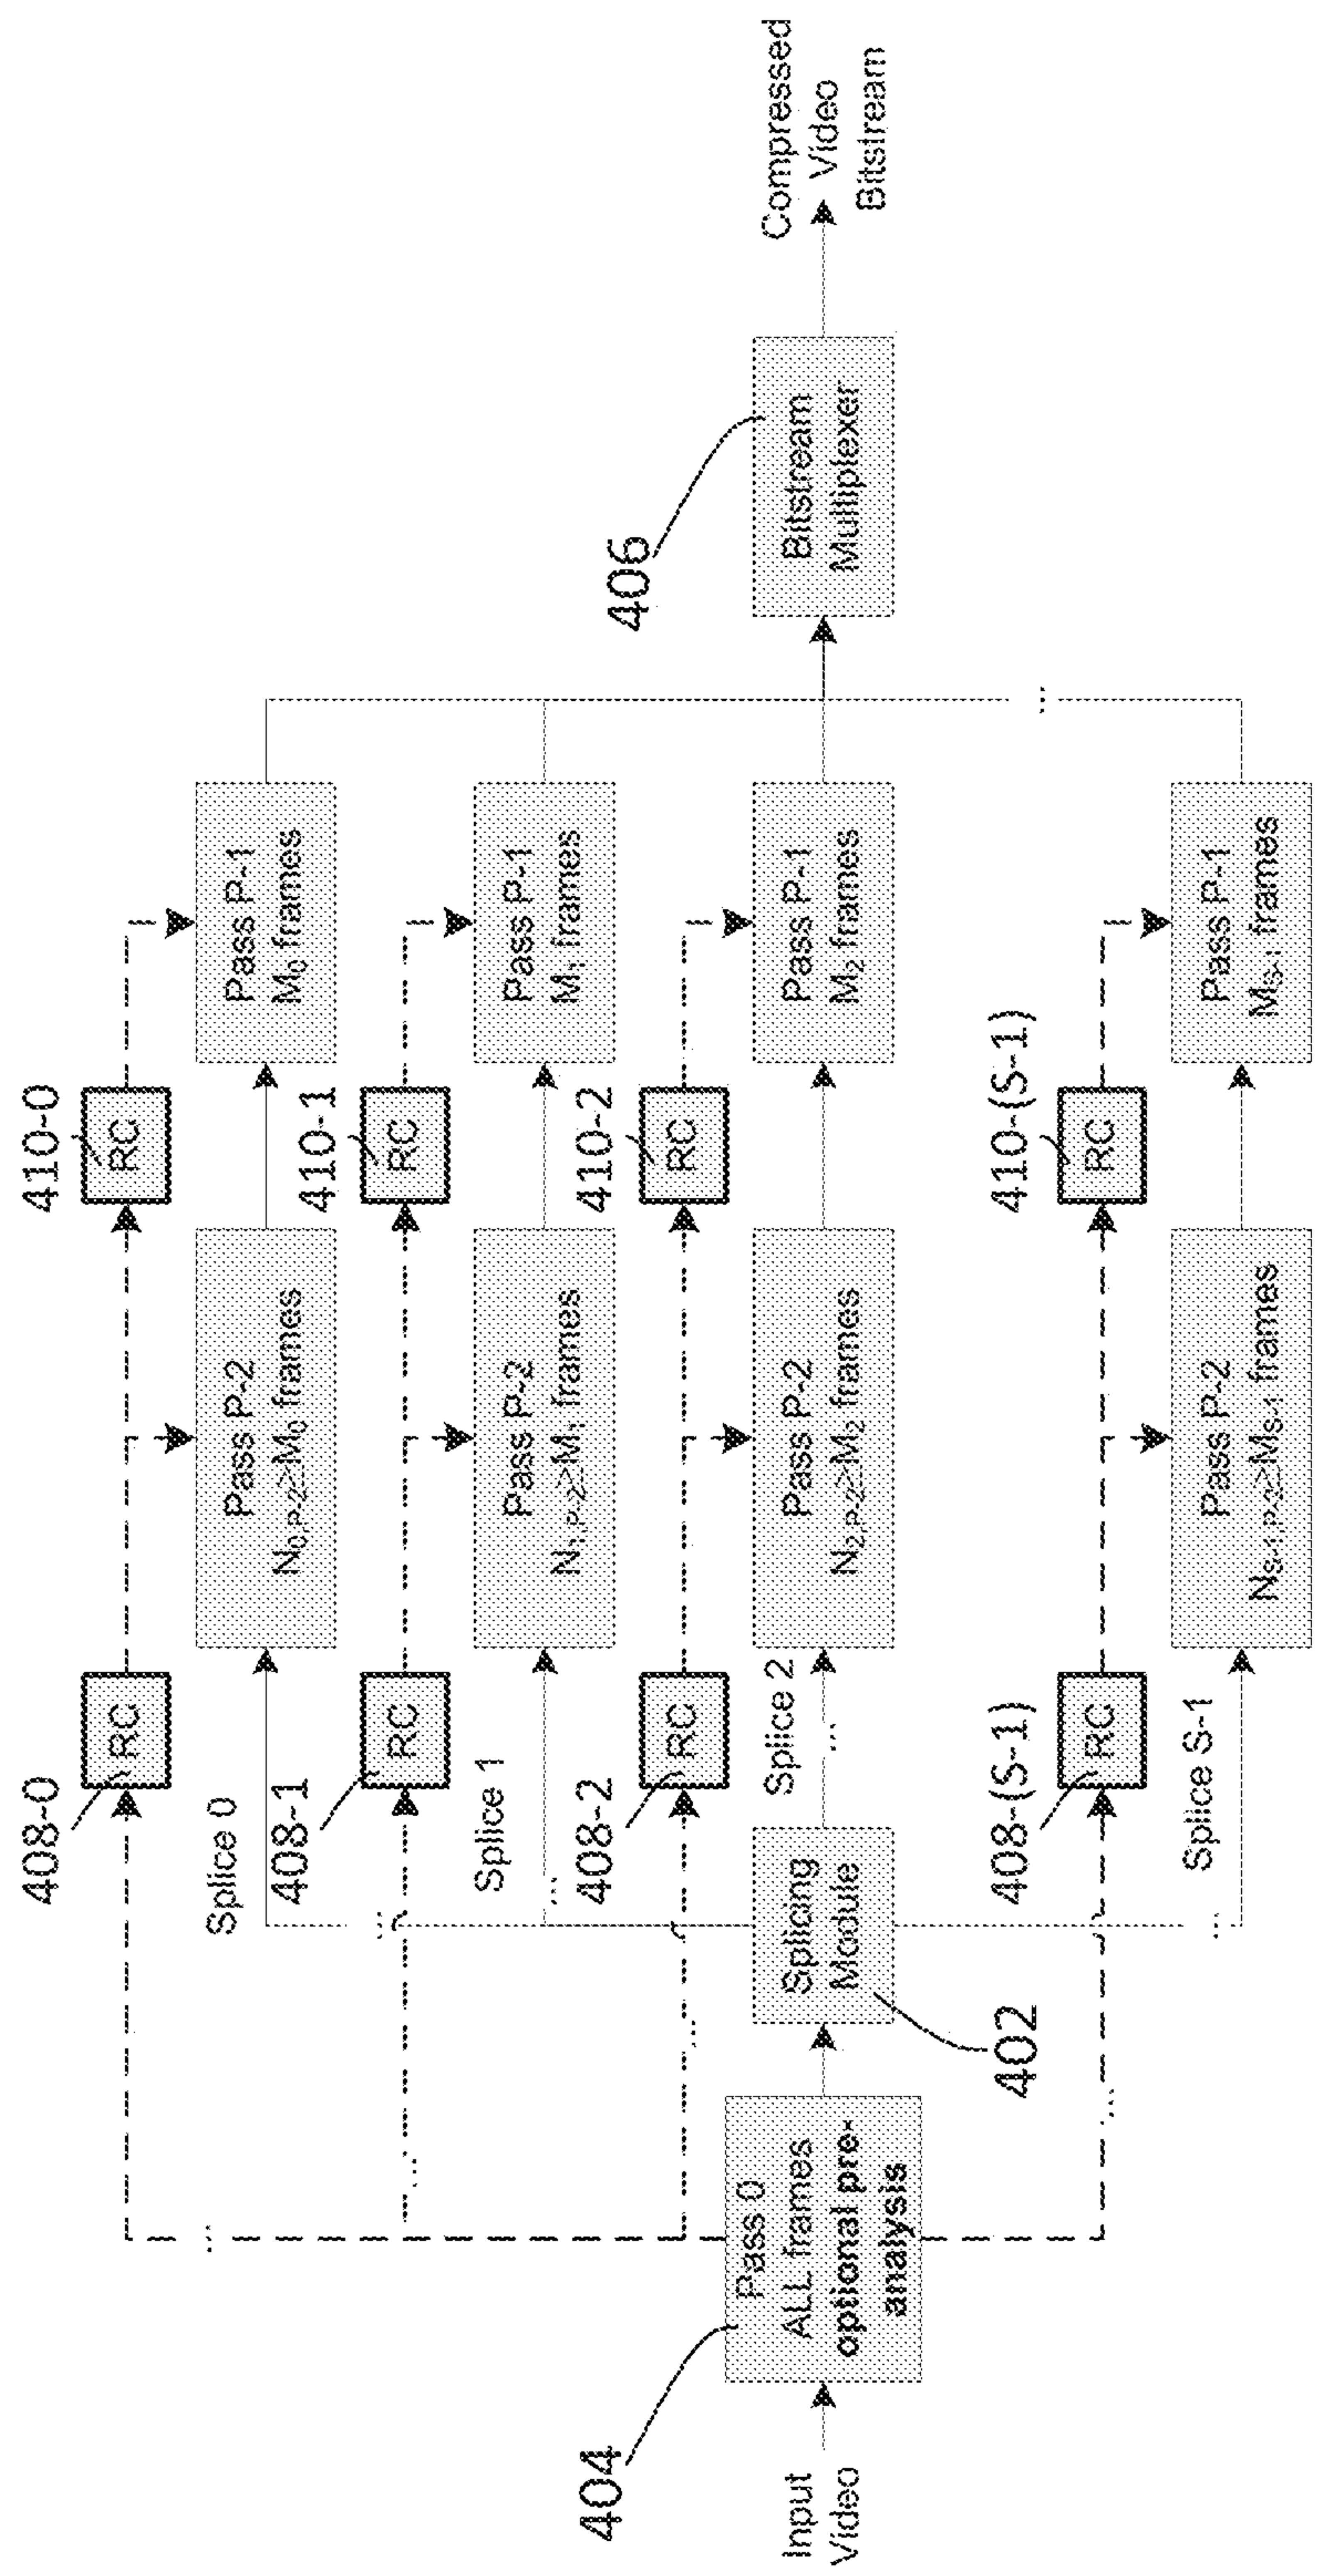 408-0
RC
410-0
RC
Splice 0
Pass P-2
N0,P-2≥M0 frames
Pass P-1
M0 frames
408-1
RC
410-1
RC
Splice 1
Pass P-2
N1,P-2≥M1 frames
Pass P-1
M1 frames
408-2
RC
410-2
RC
404
406
Input
Video
Pass 0
ALL frames
optional pre-
analysis
Splicing
Module
402
Splice 2
Pass P-2
N2,P-2≥M2 frames
Pass P-1
M2 frames
Bitstream
Multiplexer
Compressed
Video
Bitstream
408-(S-1)
RC
410-(S-1)
RC
Splice S-1
Pass P-2
NS-1,P-2≥MS-1 frames
Pass P-1
MS-1 frames
...
...
...
...
...
...
...
...
...